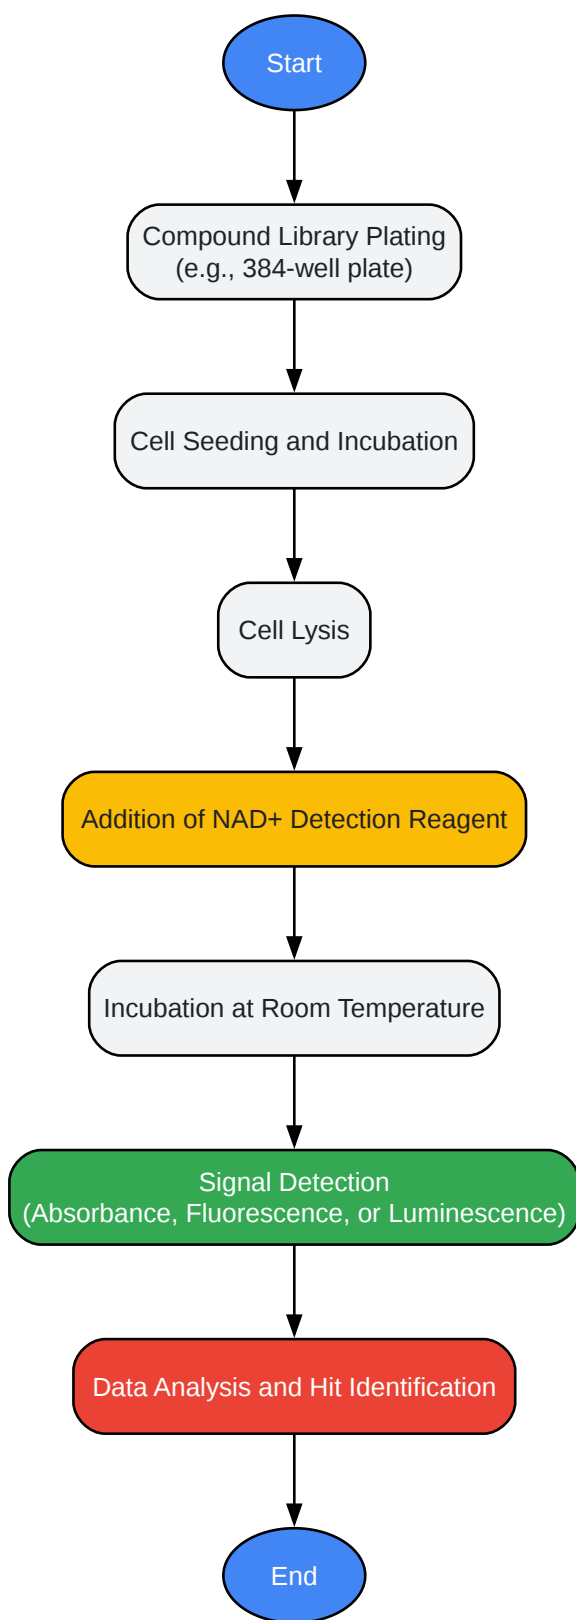 Start
Compound Library Plating
(e.g., 384-well plate)
Cell Seeding and Incubation
Cell Lysis
Addition of NAD+ Detection Reagent
Incubation at Room Temperature
Signal Detection
(Absorbance, Fluorescence, or Luminescence)
Data Analysis and Hit Identification
End